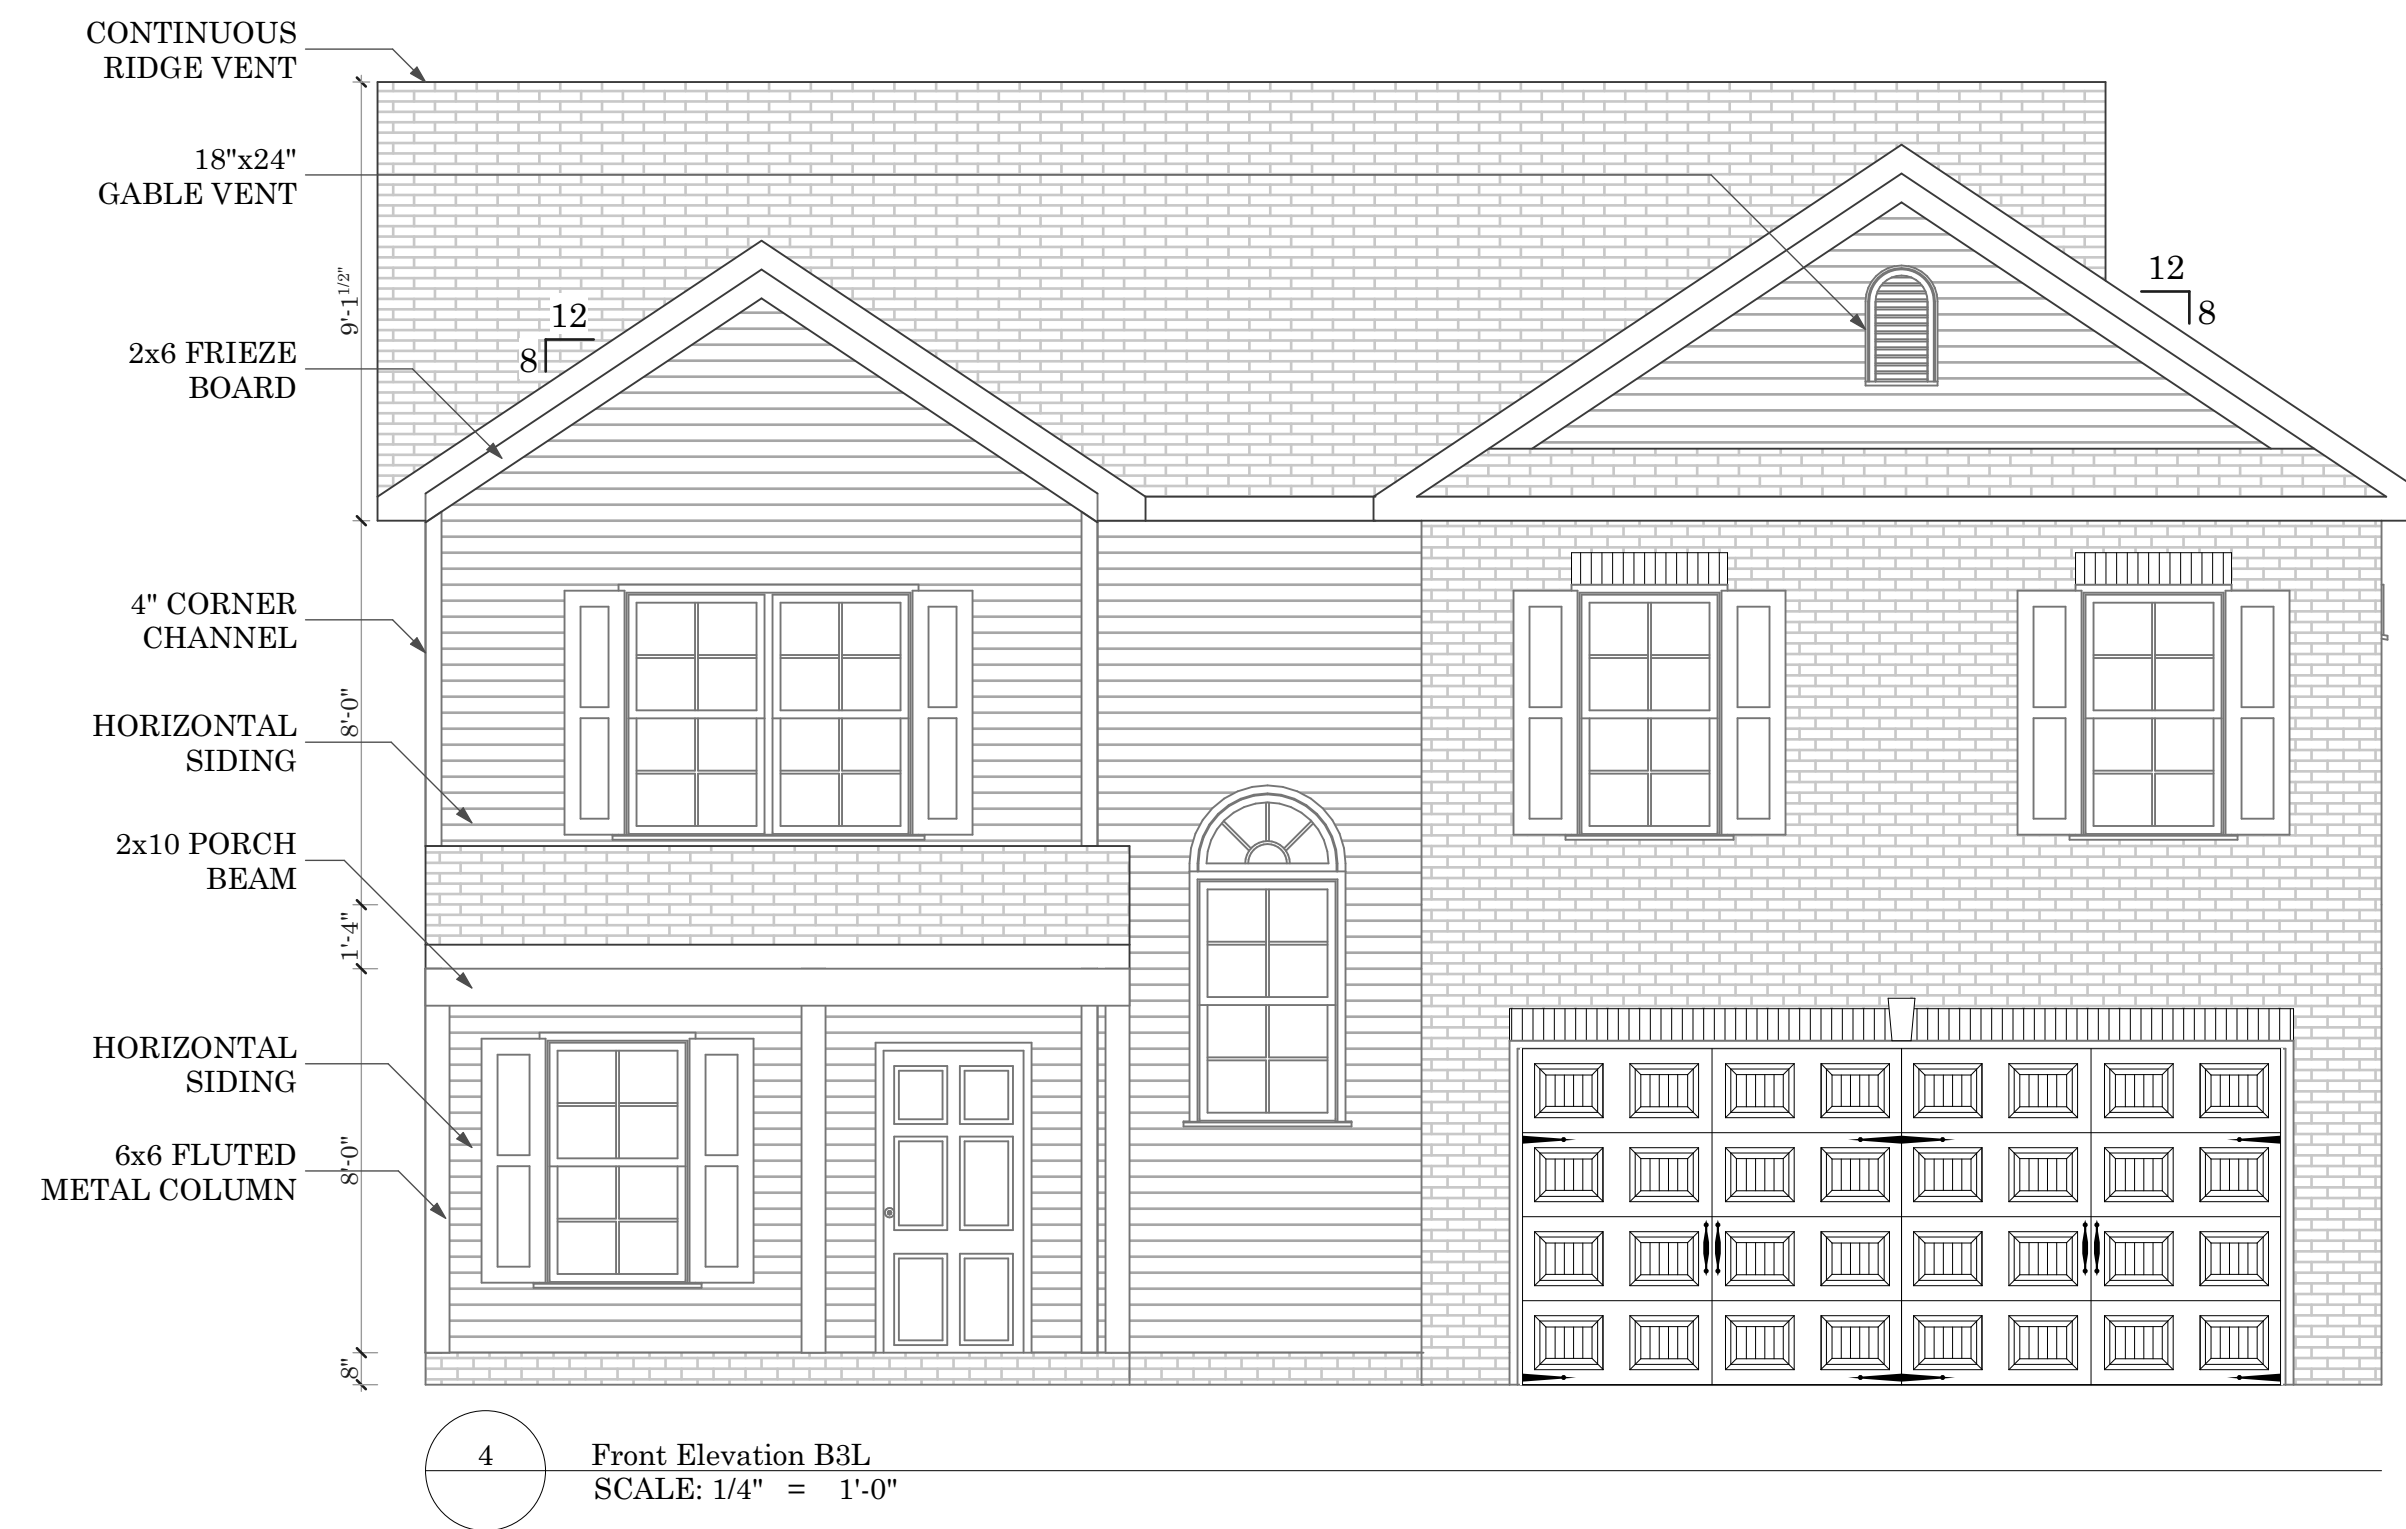 CONTINUOUS
RIDGE VENT
18"x24"
GABLE VENT
12
8
12
8
9'-1 1/2"
2x6 FRIEZE
BOARD
4" CORNER
CHANNEL
8'-0"
HORIZONTAL
SIDING
2x10 PORCH
BEAM
1'-4"
HORIZONTAL
SIDING
8'-0"
6x6 FLUTED
METAL COLUMN
8"
4
Front Elevation B3L
SCALE: 1/4" = 1'-0"